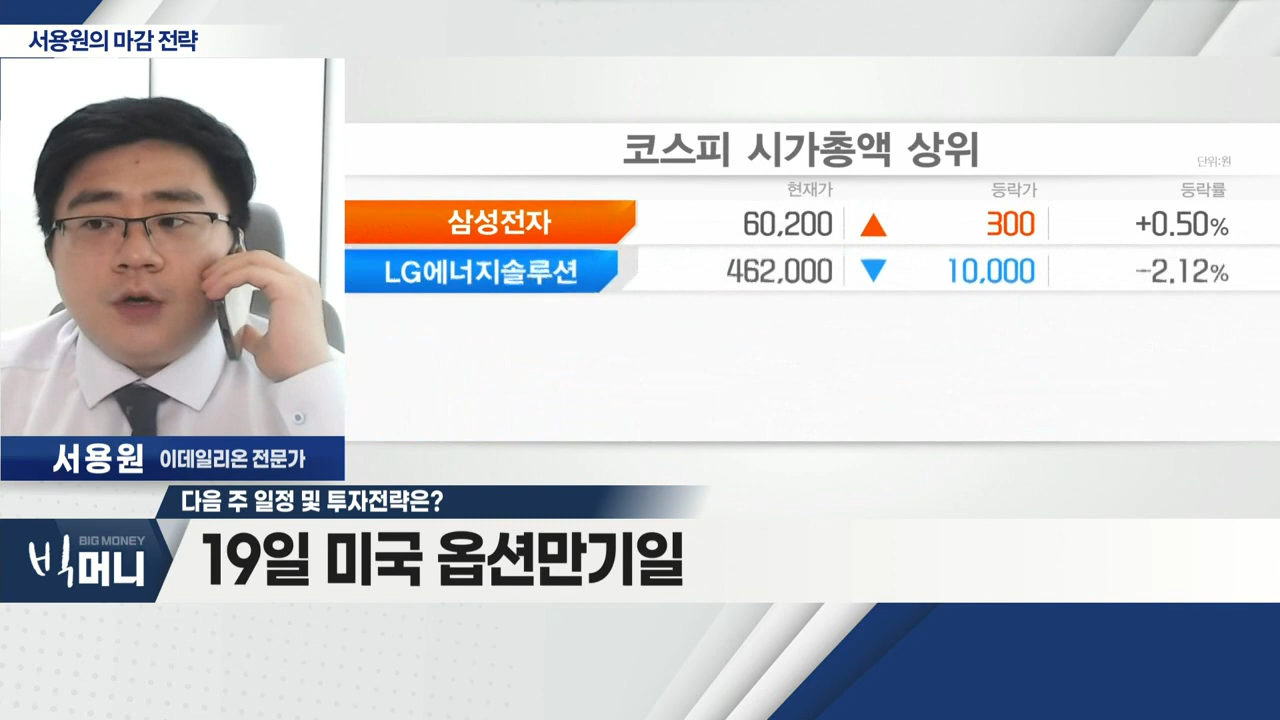 서용원의 마감 전략
코스피 시가총액 상위
단위:원
현재가 등락가 등락률
삼성전자 60,200 ▲ 300 +0.50%
LG에너지솔루션 462,000 ▼ 10,000 -2.12%
서용원 이데일리온 전문가
다음 주 일정 및 투자전략은?
BIG MONEY
빅머니
19일 미국 옵션만기일